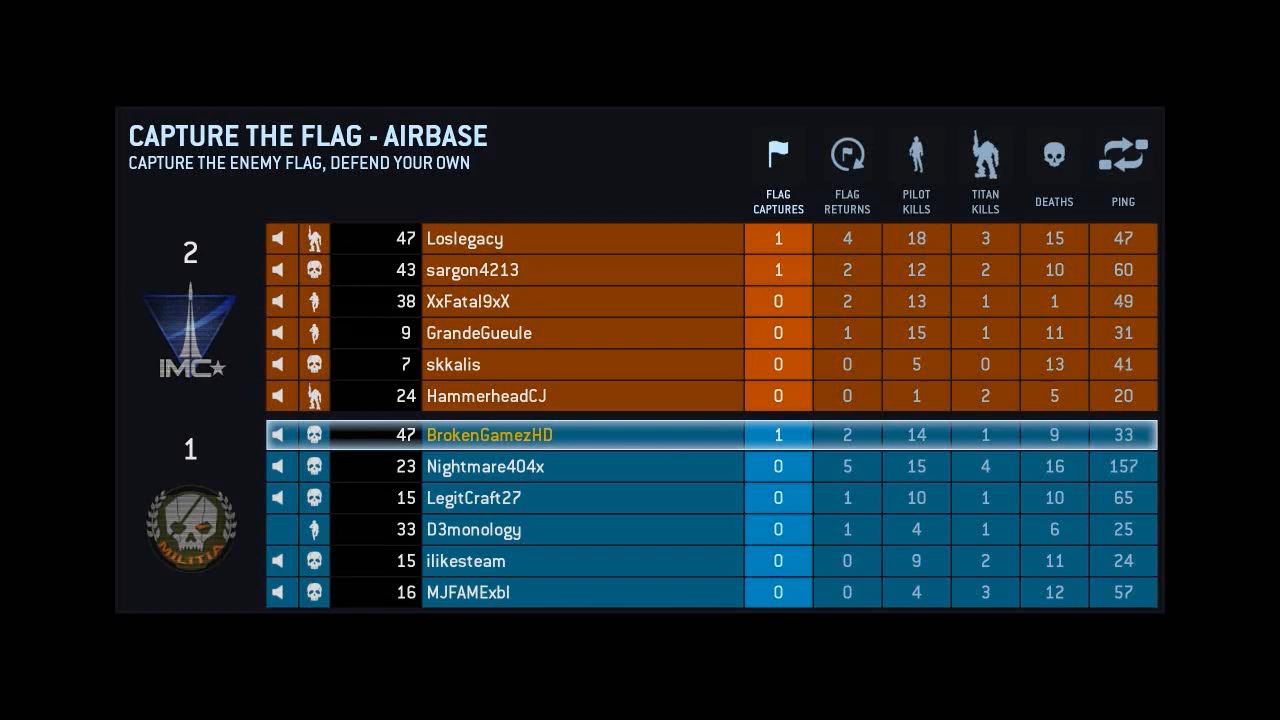 CAPTURE THE FLAG - AIRBASE
CAPTURE THE ENEMY FLAG, DEFEND YOUR OWN
FLAG CAPTURES FLAG RETURNS PILOT KILLS TITAN KILLS DEATHS PING
2
IMC
47 Loslegacy 1 4 18 3 15 47
43 sargon4213 1 2 12 2 10 60
38 XxFatal9xX 0 2 13 1 1 49
9 GrandeGueule 0 1 15 1 11 31
7 skkalis 0 0 5 0 13 41
24 HammerheadCJ 0 0 1 2 5 20
1
MILITIA
47 BrokenGamezHD 1 2 14 1 9 33
23 Nightmare404x 0 5 15 4 16 157
15 LegitCraft27 0 1 10 1 10 65
33 D3monology 0 1 4 1 6 25
15 ilikesteam 0 0 9 2 11 24
16 MJFAMExbl 0 0 4 3 12 57